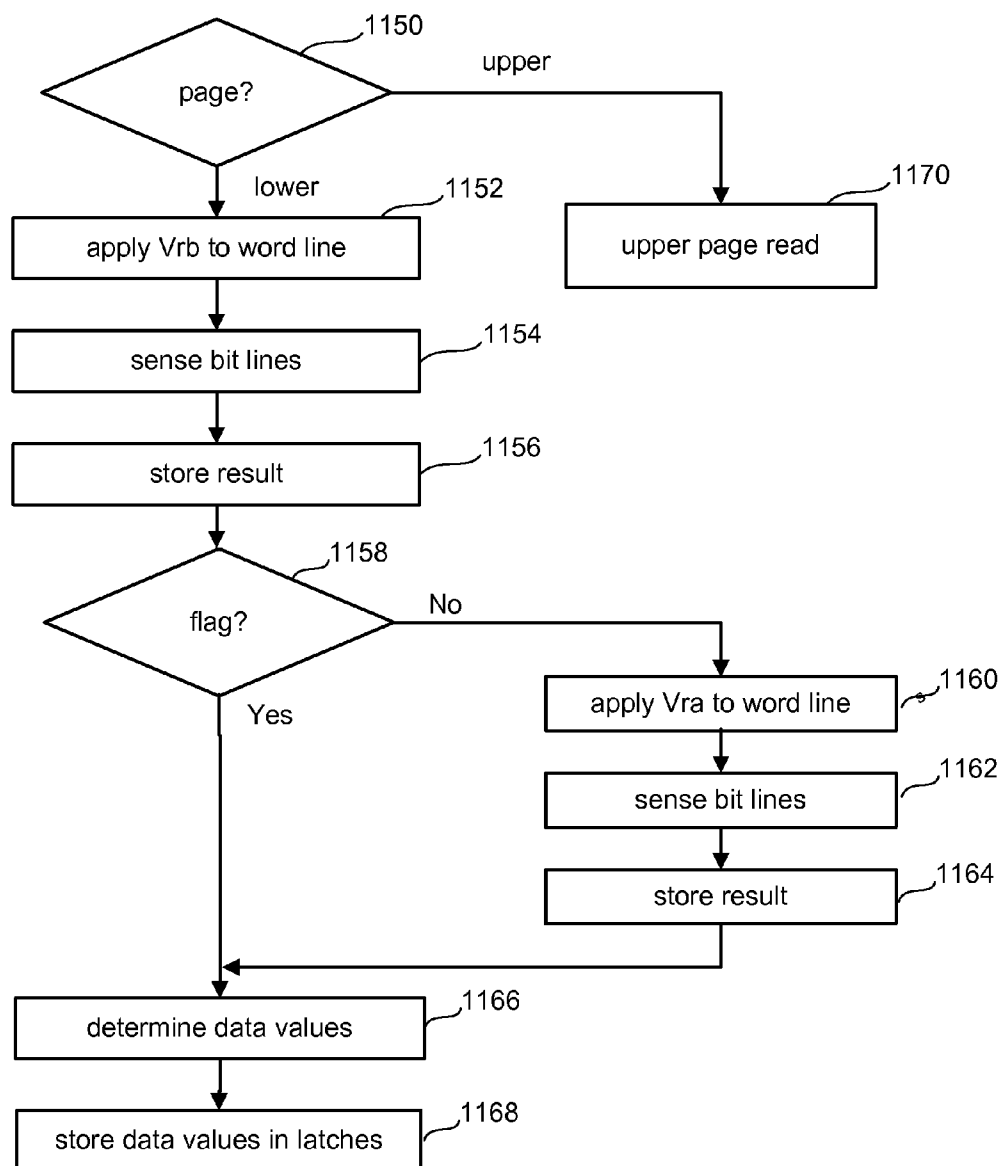 1150
page?
upper
lower
1152
1170
apply Vrb to word line
upper page read
1154
sense bit lines
1156
store result
1158
flag?
No
Yes
1160
apply Vra to word line
1162
sense bit lines
1164
store result
1166
determine data values
1168
store data values in latches